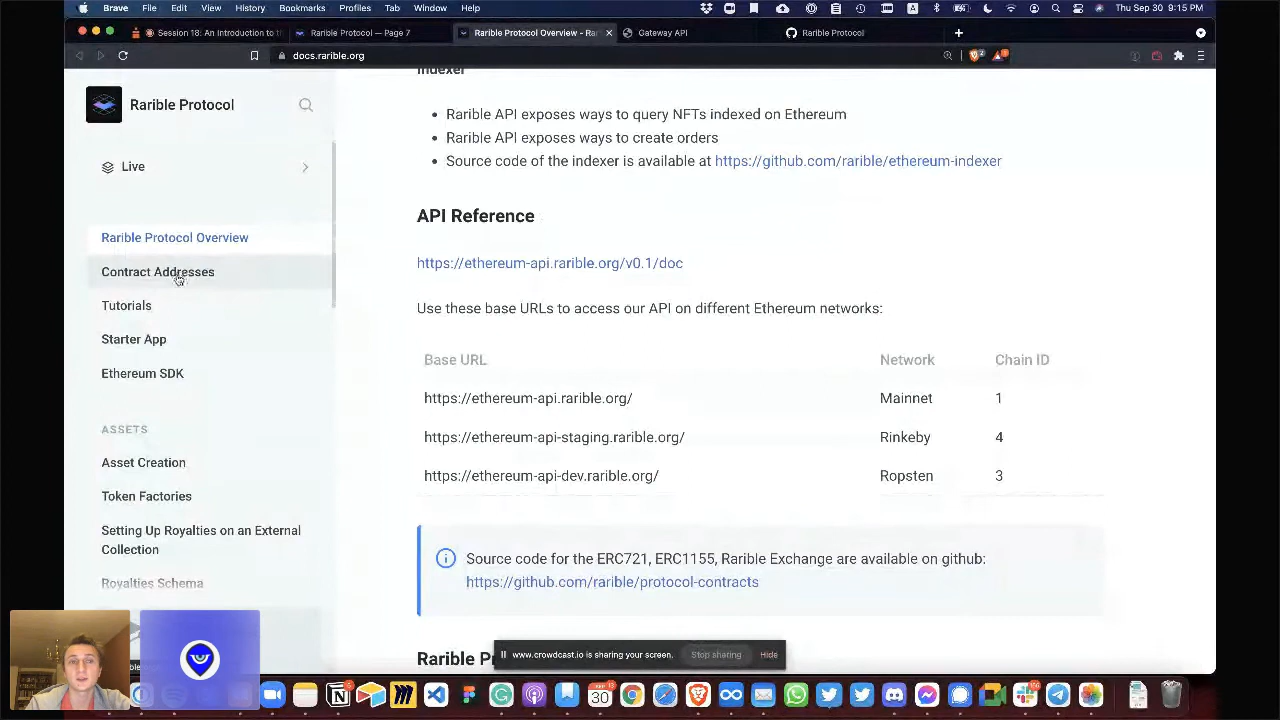 Brave File Edit View History Bookmarks Profiles Tab Window Help
Thu Sep 30 9:15 PM
Session 18: An Introduction to t
Rarible Protocol — Page 7
Rarible Protocol Overview - Ra
Gateway API
Rarible Protocol
docs.rarible.org
Rarible Protocol
Live
Rarible Protocol Overview
Contract Addresses
Tutorials
Starter App
Ethereum SDK
ASSETS
Asset Creation
Token Factories
Setting Up Royalties on an External
Collection
Royalties Schema
Indexer
Rarible API exposes ways to query NFTs indexed on Ethereum
Rarible API exposes ways to create orders
Source code of the indexer is available at https://github.com/rarible/ethereum-indexer
API Reference
https://ethereum-api.rarible.org/v0.1/doc
Use these base URLs to access our API on different Ethereum networks:
Base URL Network Chain ID
https://ethereum-api.rarible.org/ Mainnet 1
https://ethereum-api-staging.rarible.org/ Rinkeby 4
https://ethereum-api-dev.rarible.org/ Ropsten 3
Source code for the ERC721, ERC1155, Rarible Exchange are available on github:
https://github.com/rarible/protocol-contracts
Rarible P
www.crowdcast.io is sharing your screen. Stop sharing Hide
30